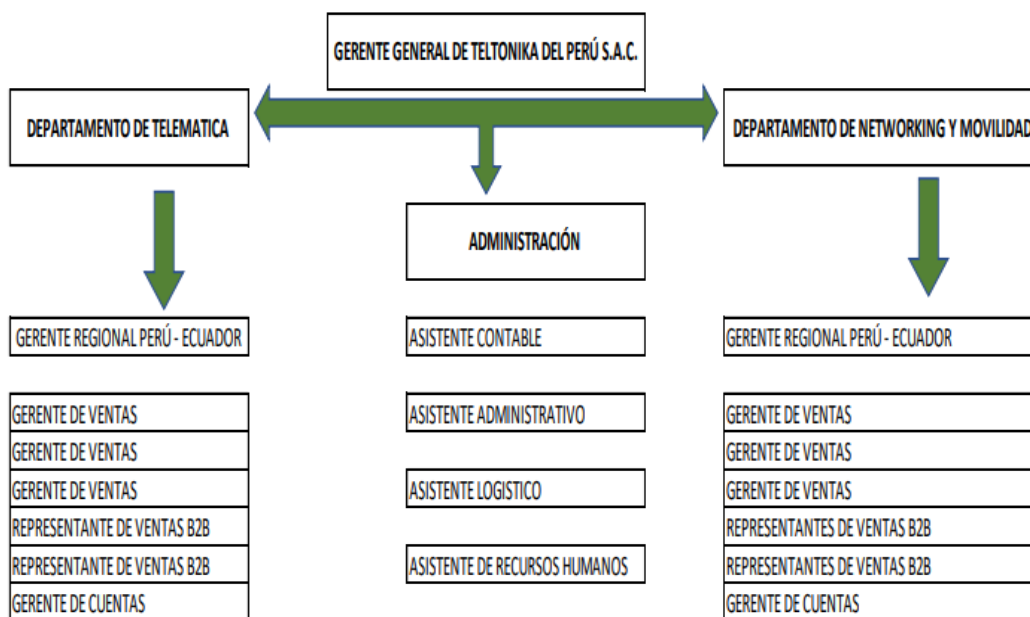 GERENTE GENERAL DE TELTONIKA DEL PERÚ S.A.C.
DEPARTAMENTO DE TELEMATICA
DEPARTAMENTO DE NETWORKING Y MOVILIDAD
ADMINISTRACIÓN
GERENTE REGIONAL PERÚ - ECUADOR
ASISTENTE CONTABLE
GERENTE REGIONAL PERÚ - ECUADOR
GERENTE DE VENTAS
ASISTENTE ADMINISTRATIVO
GERENTE DE VENTAS
GERENTE DE VENTAS
GERENTE DE VENTAS
GERENTE DE VENTAS
ASISTENTE LOGISTICO
GERENTE DE VENTAS
REPRESENTANTE DE VENTAS B2B
REPRESENTANTES DE VENTAS B2B
REPRESENTANTE DE VENTAS B2B
ASISTENTE DE RECURSOS HUMANOS
REPRESENTANTES DE VENTAS B2B
GERENTE DE CUENTAS
GERENTE DE CUENTAS